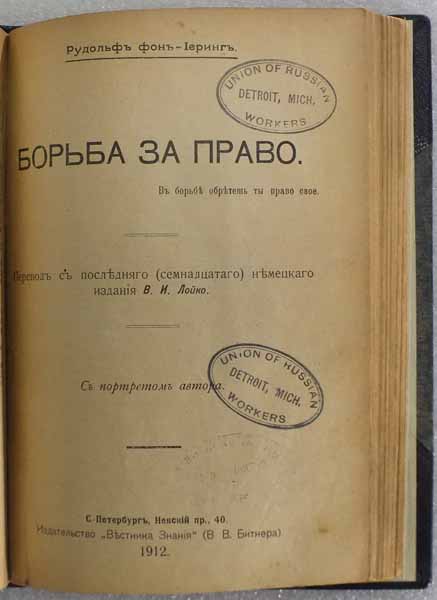 Рудольфъ фонъ-Іерингъ.
UNION OF RUSSIAN
DETROIT, MICH.
WORKERS
БОРЬБА ЗА ПРАВО.
Въ борьбѣ обрѣтешь ты право свое.
Переводъ съ послѣдняго (семнадцатаго) нѣмецкаго
изданія В. И. Лойко.
UNION OF RUSSIAN
DETROIT, MICH.
WORKERS
Съ портретомъ автора.
С.-Петербургъ, Невскій пр., 40.
Издательство „Вѣстника Знанія" (В. В. Битнера)
1912.